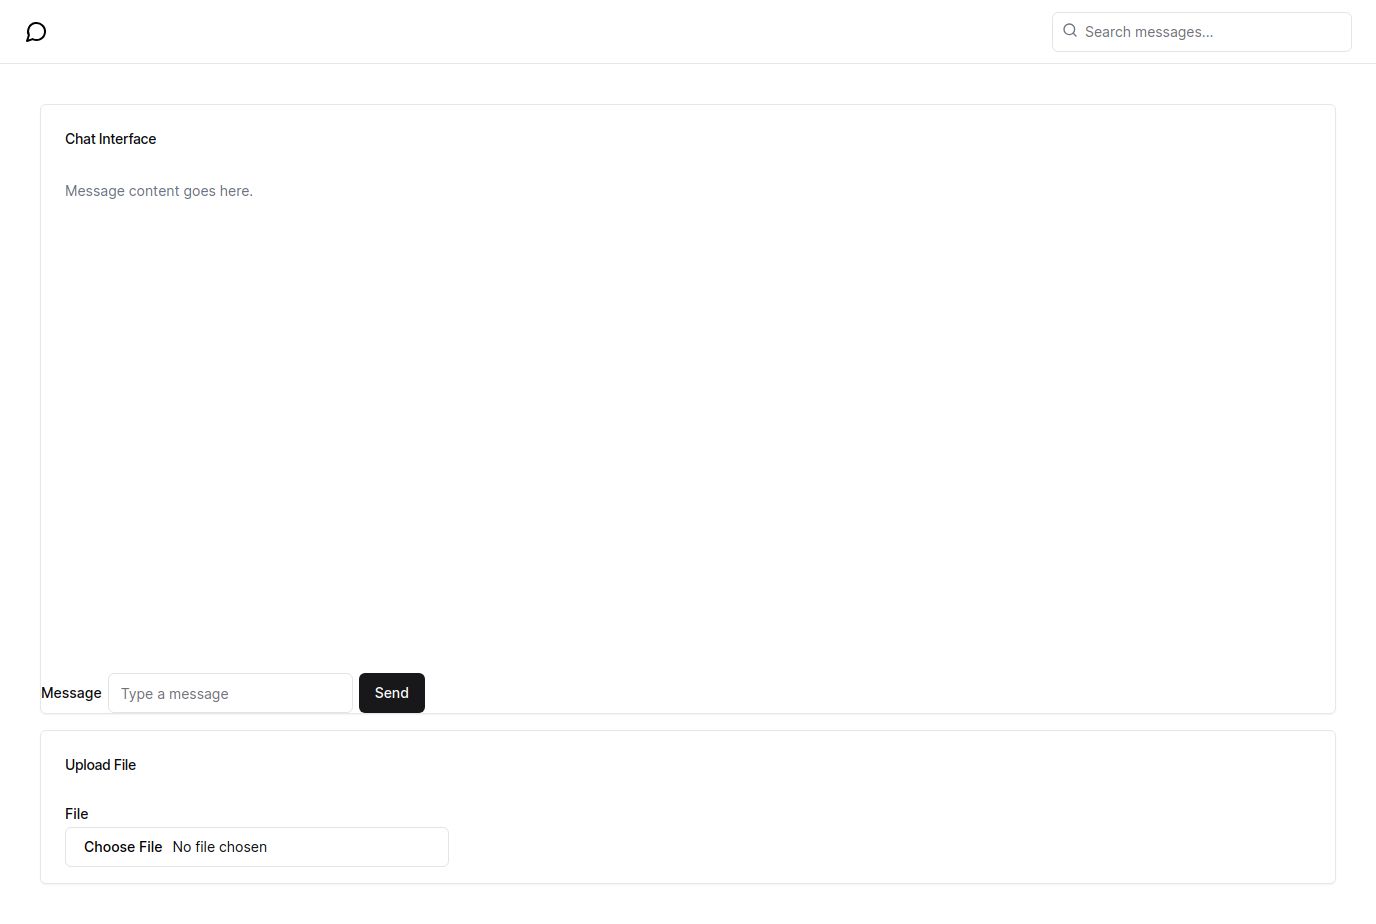 Search messages...
Chat Interface
Message content goes here.
Message Type a message Send
Upload File
File
Choose File No file chosen